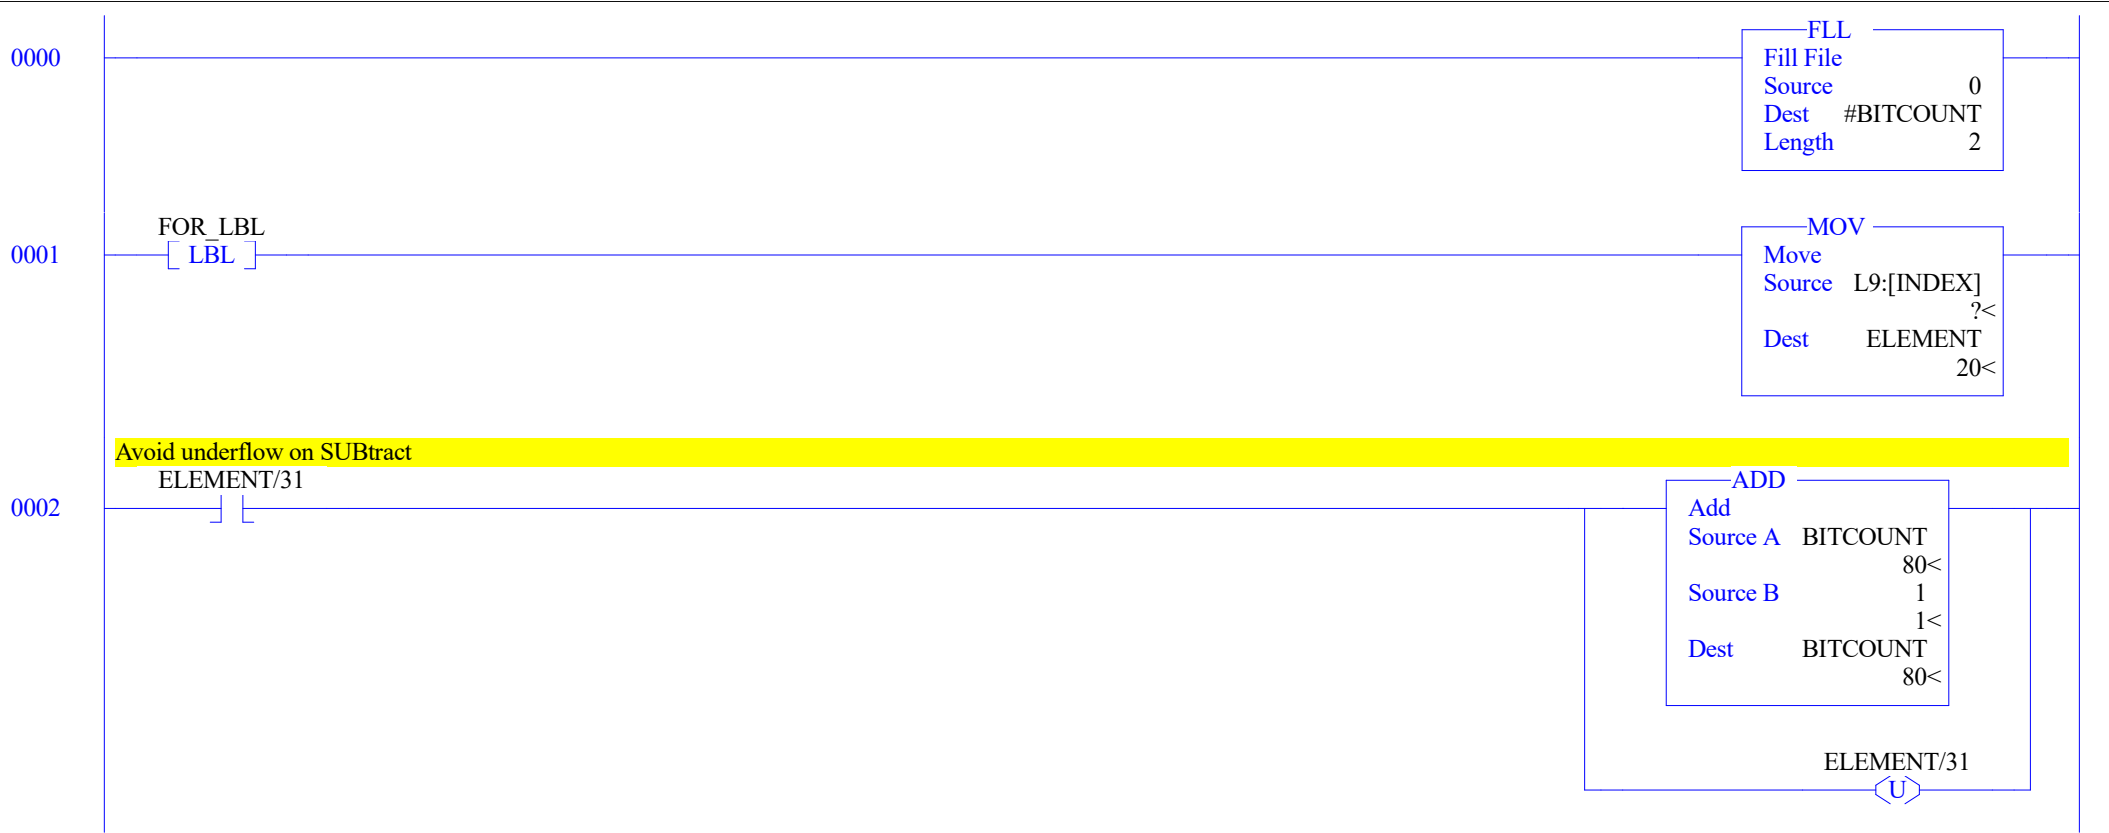 FLL
0000
Fill File
Source 0
Dest #BITCOUNT
Length 2
FOR_LBL
MOV
0001
LBL
Move
Source L9:[INDEX]
?<
Dest ELEMENT
20<
Avoid underflow on SUBtract
ELEMENT/31
ADD
0002
Add
Source A BITCOUNT
80<
Source B 1
1<
Dest BITCOUNT
80<
ELEMENT/31
U